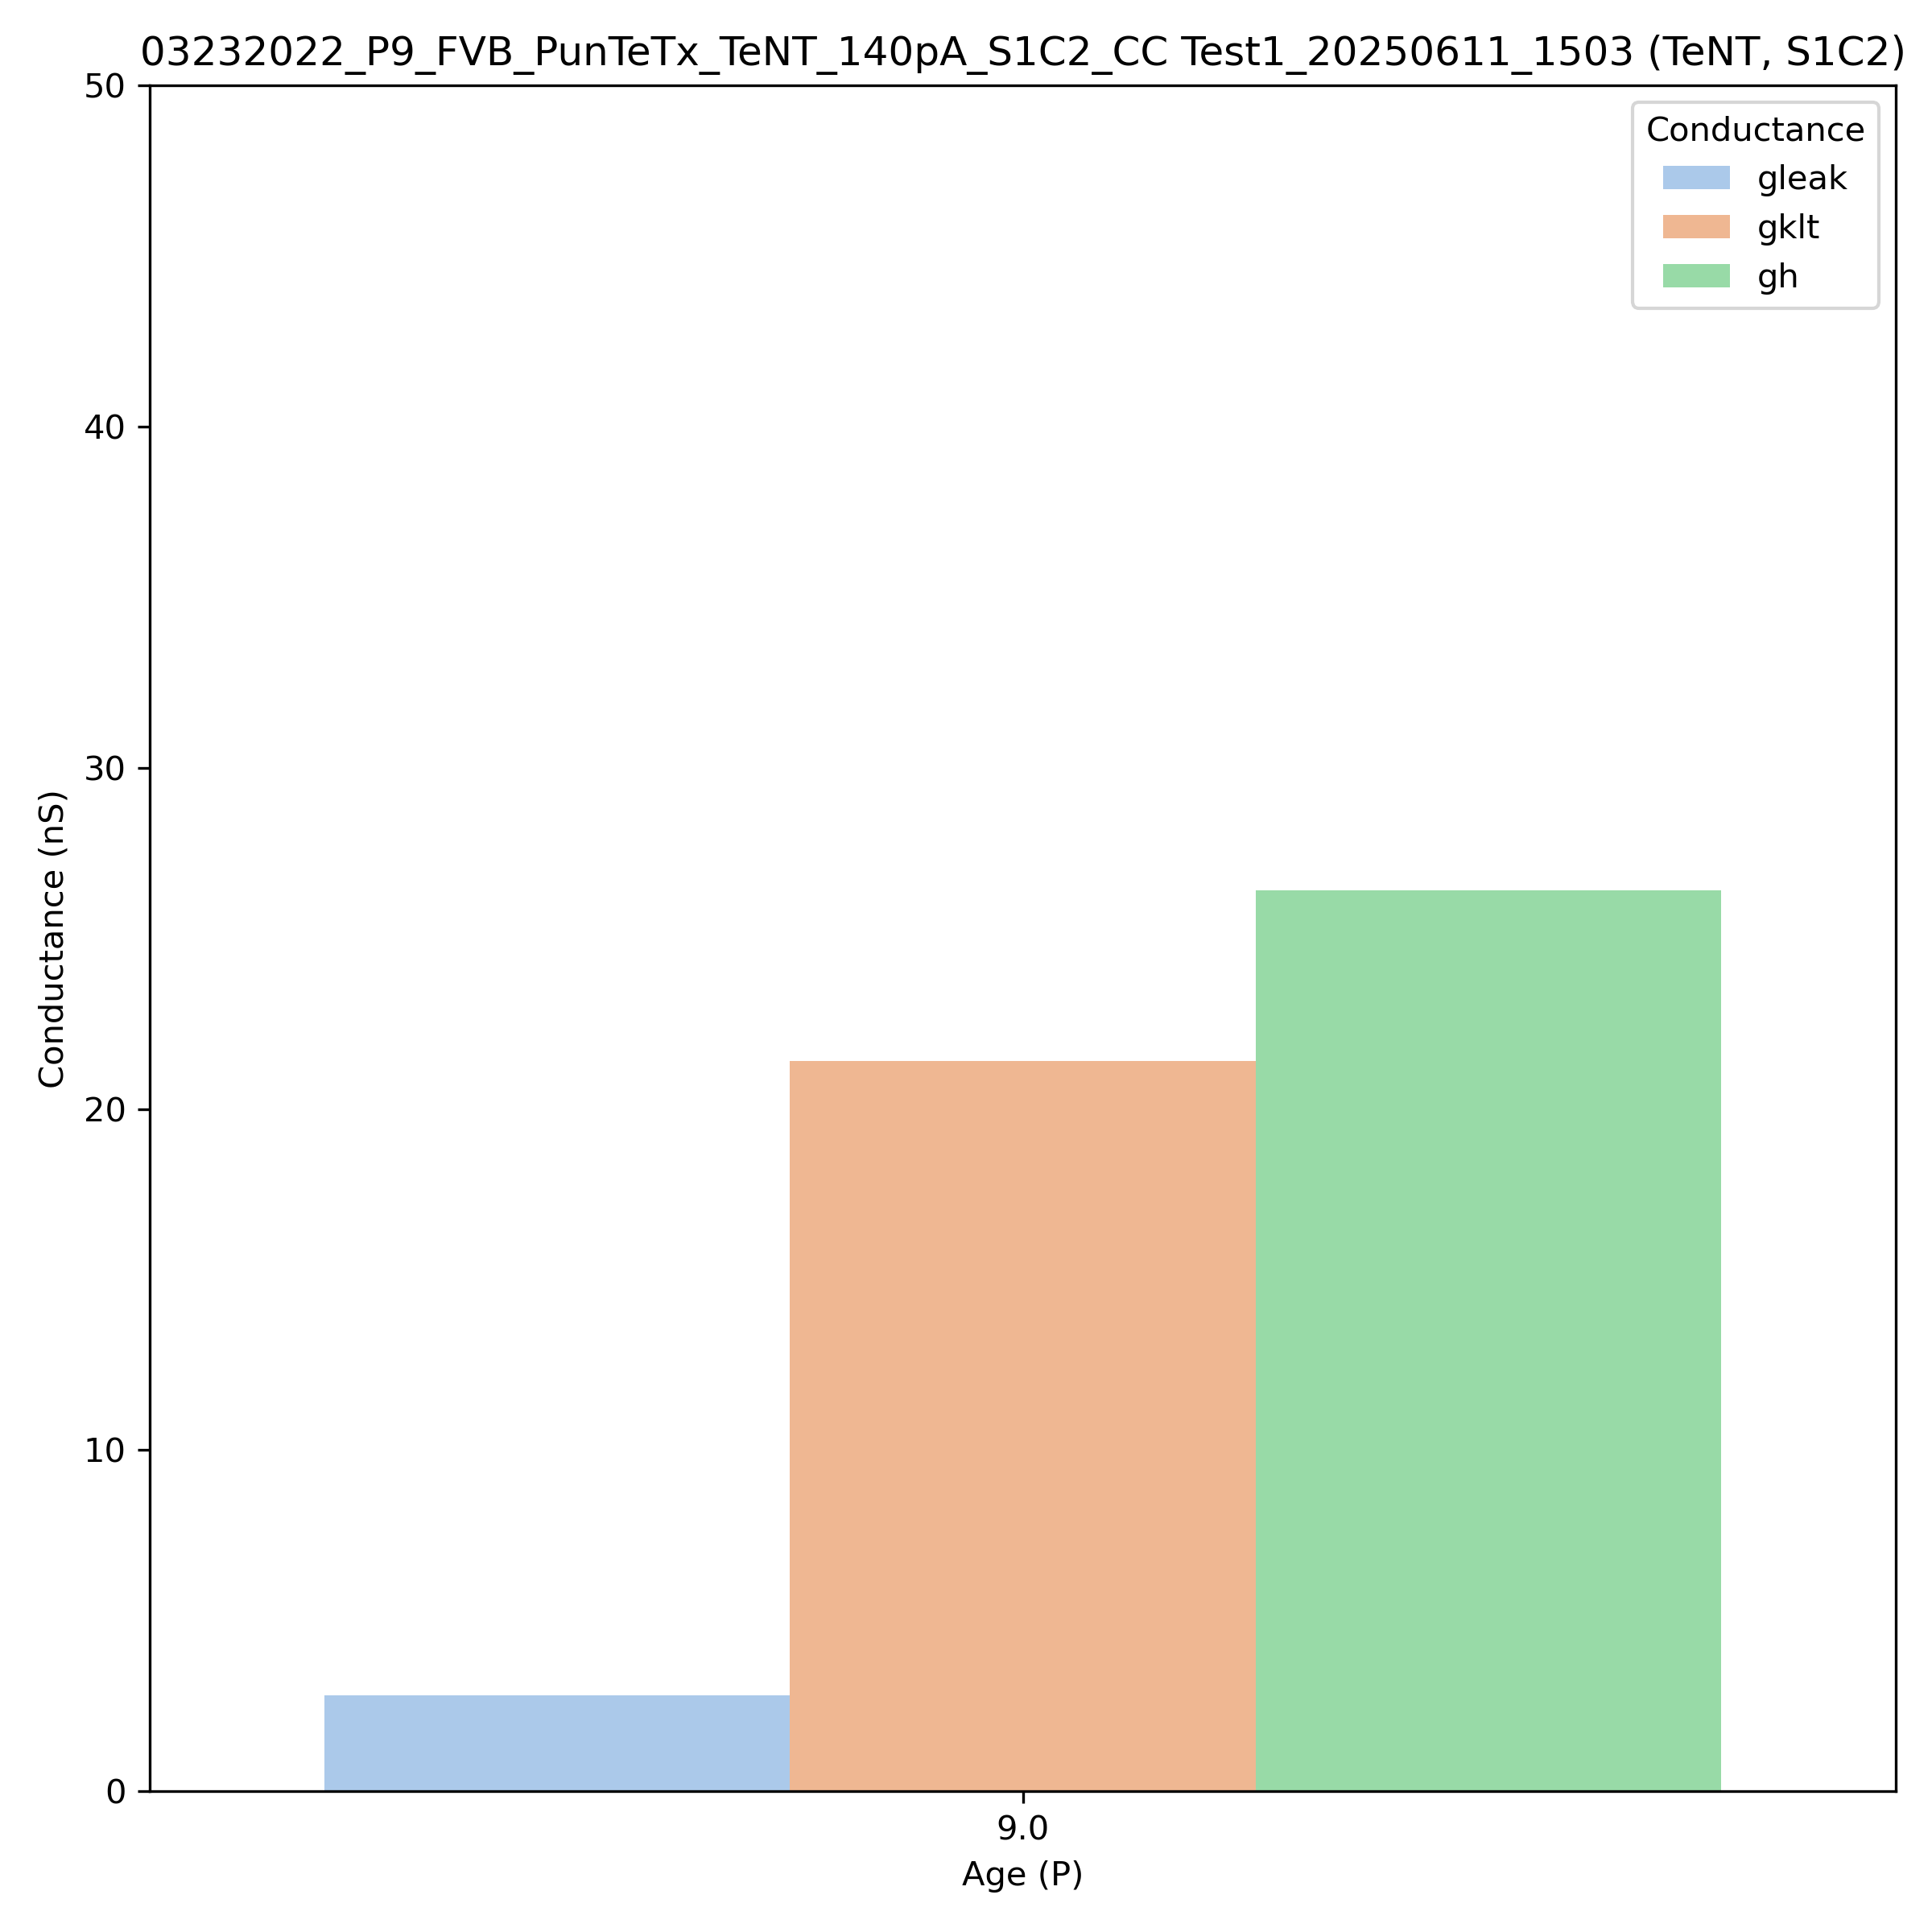 03232022_P9_FVB_PunTeTx_TeNT_140pA_S1C2_CC Test1_20250611_1503 (TeNT, S1C2)
Conductance
gleak
gklt
gh
50
40
30
20
10
0
Conductance (nS)
9.0
Age (P)